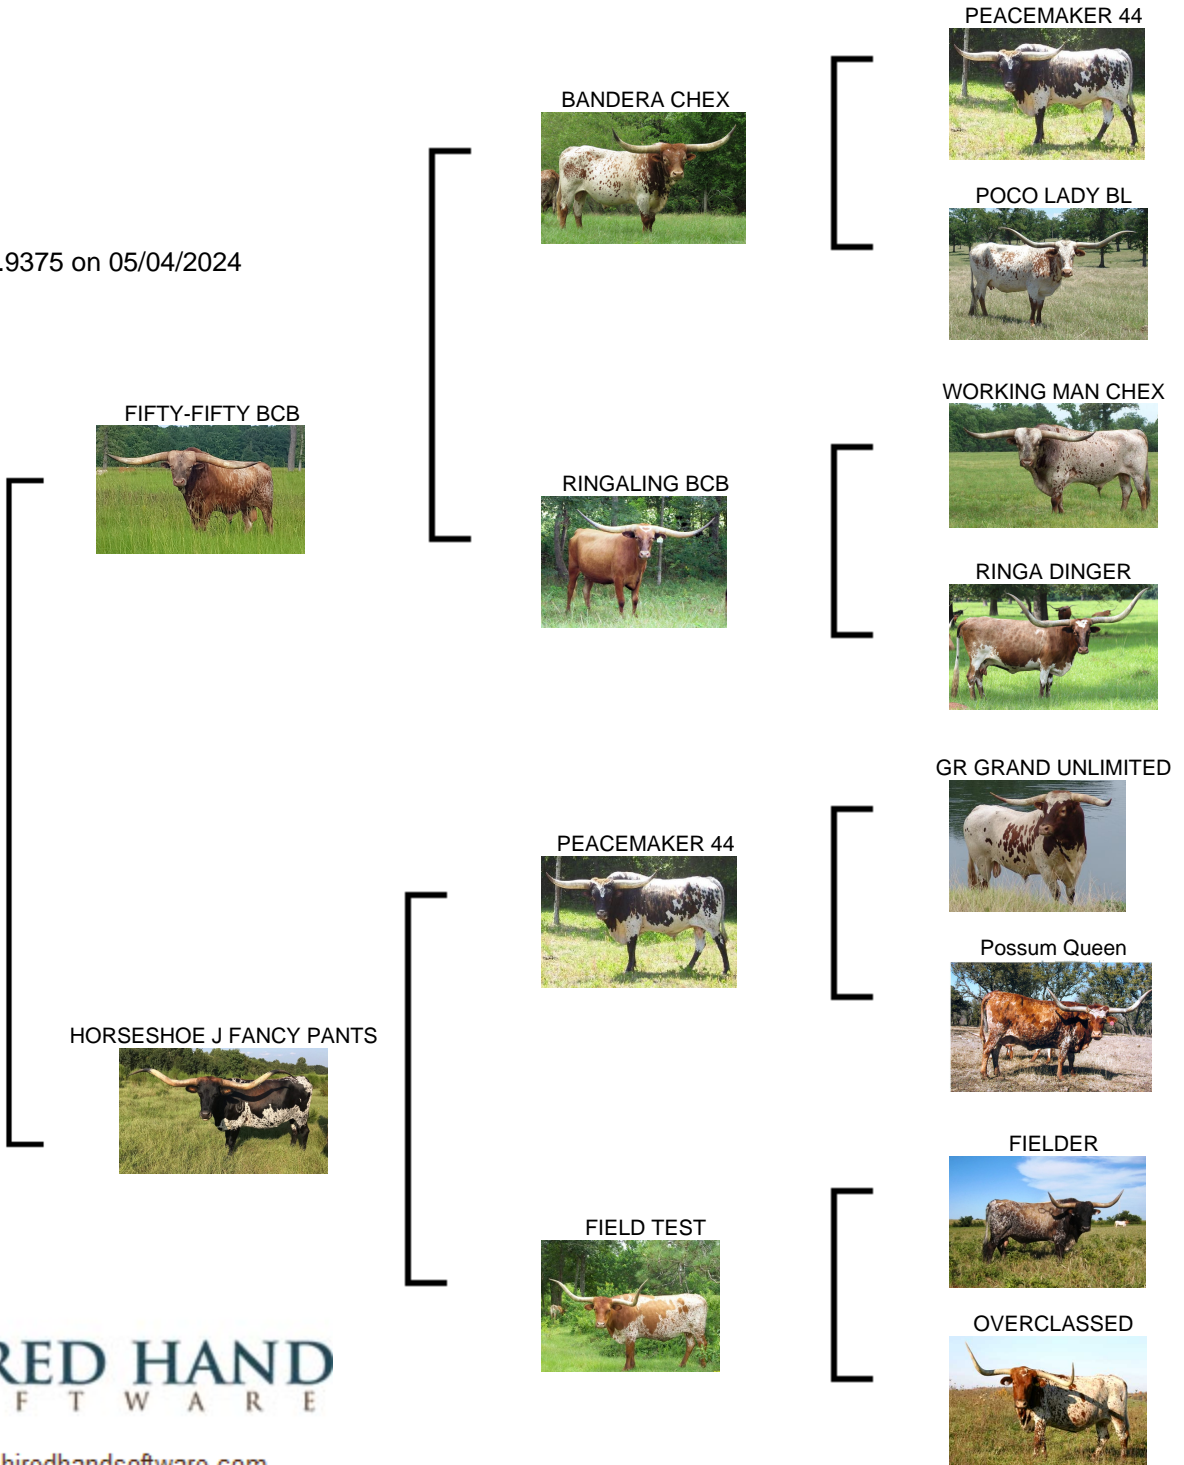 PEACEMAKER 44
BANDERA CHEX
POCO LADY BL
.9375 on 05/04/2024
WORKING MAN CHEX
FIFTY-FIFTY BCB
RINGALING BCB
RINGA DINGER
GR GRAND UNLIMITED
PEACEMAKER 44
Possum Queen
HORSESHOE J FANCY PANTS
FIELDER
FIELD TEST
OVERCLASSED
RED HAND
F T W A R E
hiredhandsoftware.com